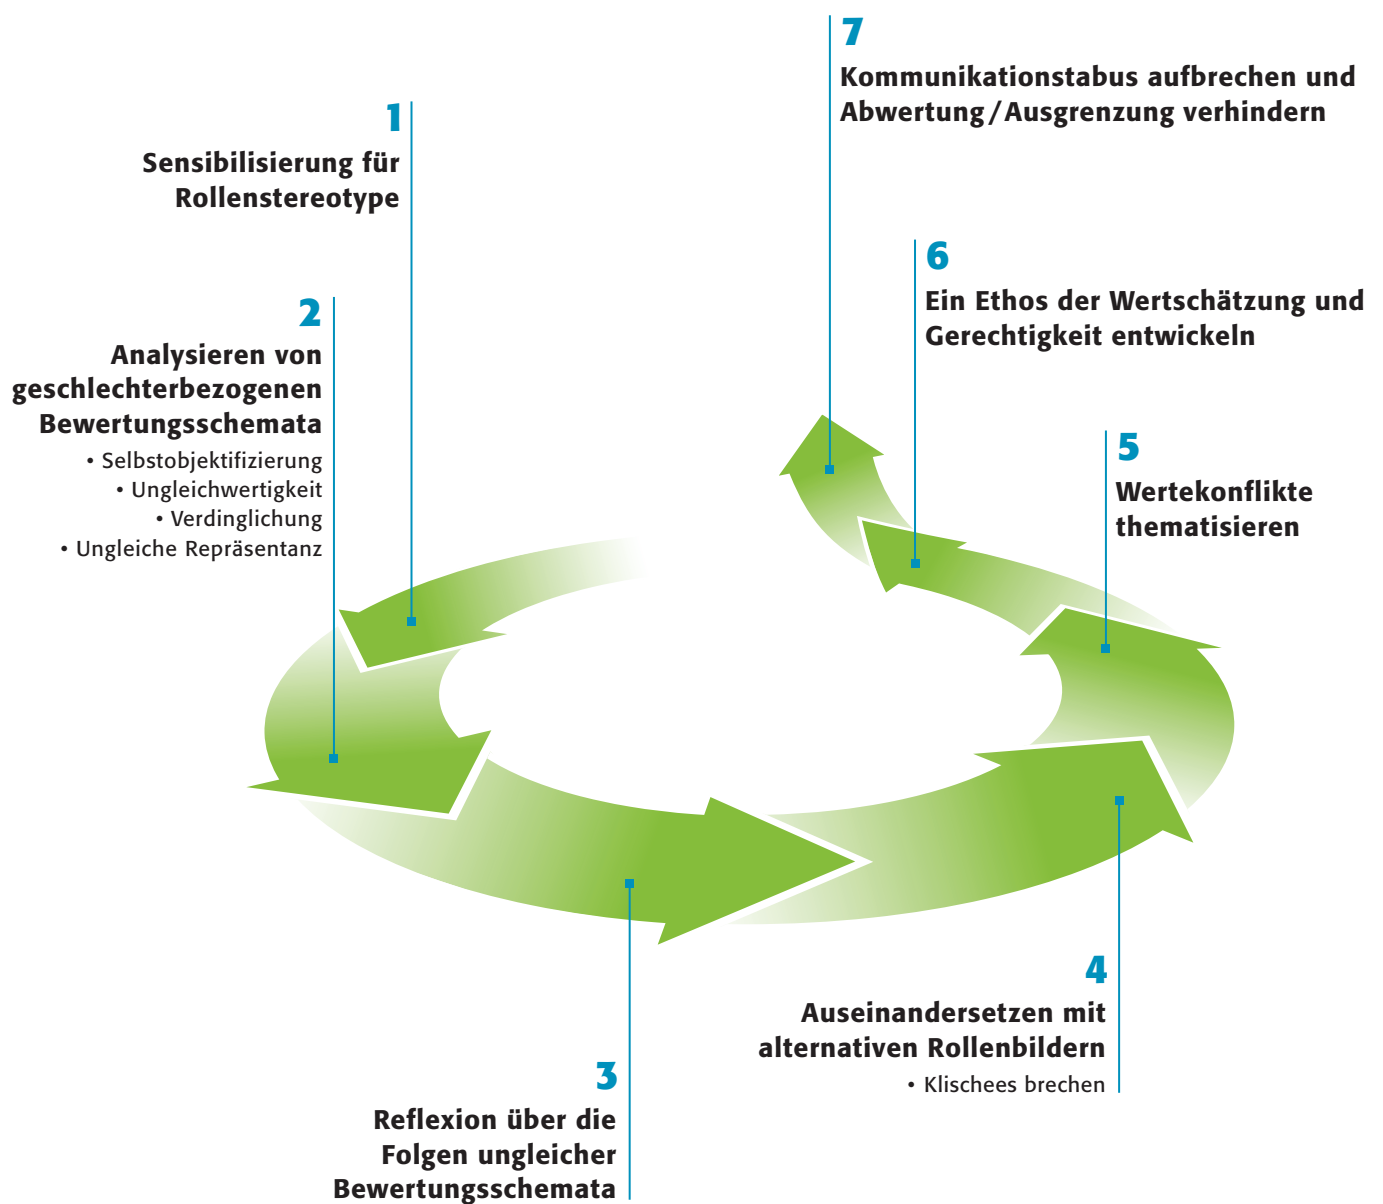 1
Sensibilisierung für
Rollenstereotype
2
Analysieren von
geschlechterbezogenen
Bewertungsschemata
• Selbstobjektifizierung
• Ungleichwertigkeit
• Verdinglichung
• Ungleiche Repräsentanz
3
Reflexion über die
Folgen ungleicher
Bewertungsschemata
4
Auseinandersetzen mit
alternativen Rollenbildern
• Klischees brechen
5
Wertekonflikte
thematisieren
6
Ein Ethos der Wertschätzung und
Gerechtigkeit entwickeln
7
Kommunikationstabus aufbrechen und
Abwertung/Ausgrenzung verhindern